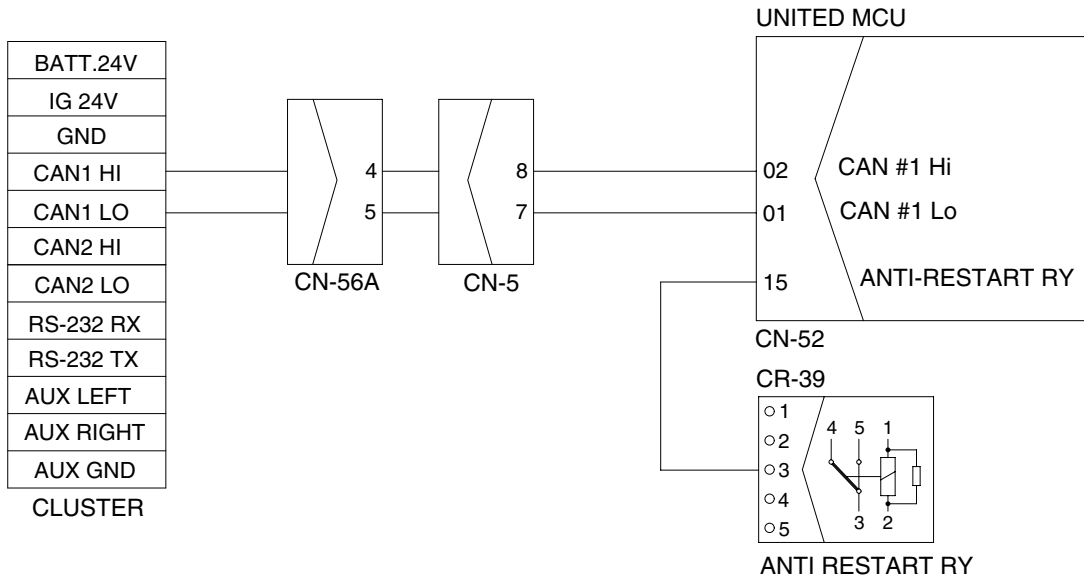 UNITED MCU
BATT.24V
IG 24V
GND
CAN1 HI
CAN1 LO
CAN2 HI
CAN2 LO
RS-232 RX
RS-232 TX
AUX LEFT
AUX RIGHT
AUX GND
CLUSTER
4
5
CN-56A
8
7
CN-5
02 CAN #1 Hi
01 CAN #1 Lo
15 ANTI-RESTART RY
CN-52
CR-39
1
2
3
4
5
4 5 1
3 2
ANTI RESTART RY